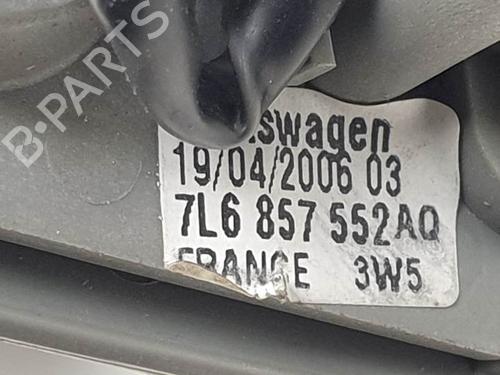 B-PARTS
swagen
19/04/2006 03
7L6 857 552AQ
FRANCE 3W5